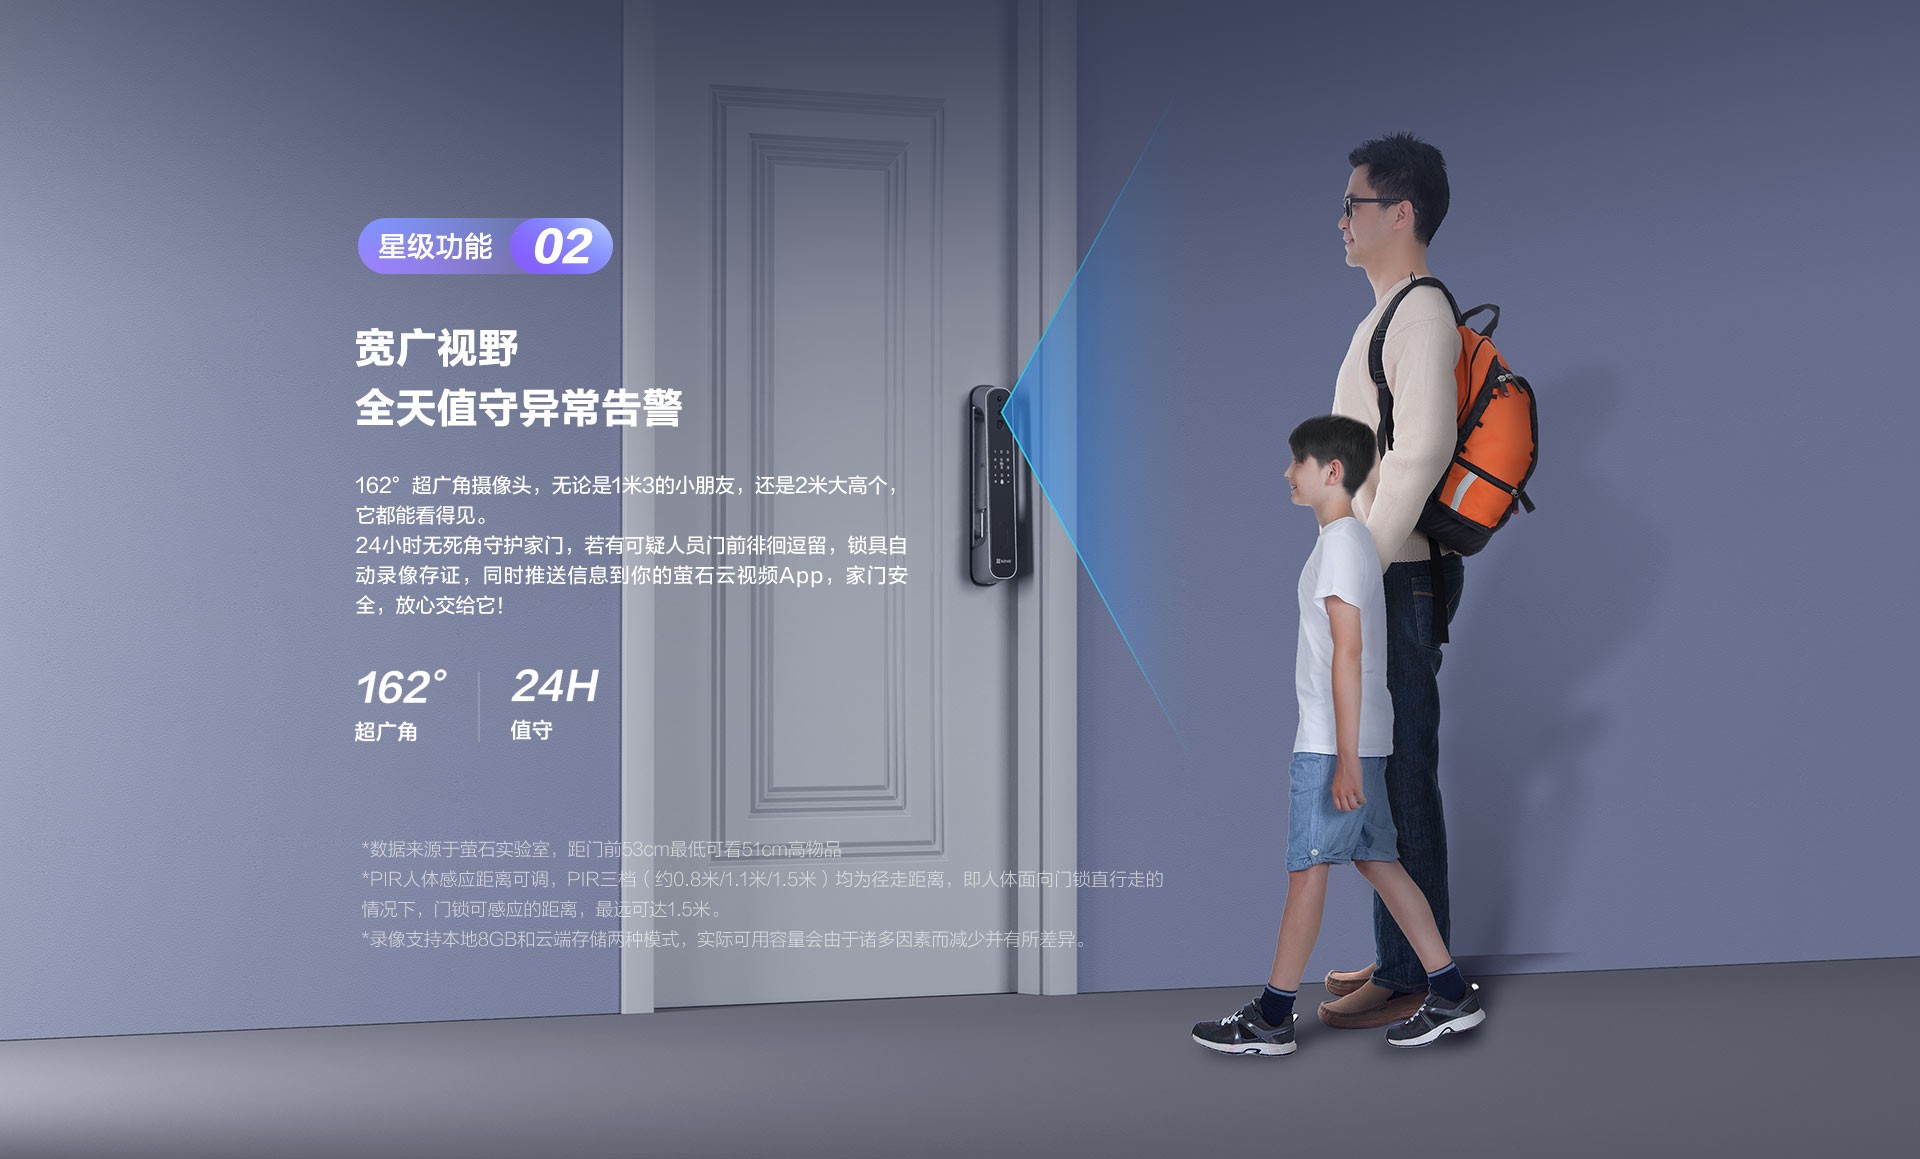 星级功能 02
宽广视野
全天值守异常告警
162°超广角摄像头，无论是1米3的小朋友，还是2米大高个，
它都能看得见。
24小时无死角守护家门，若有可疑人员门前徘徊逗留，锁具自
动录像存证，同时推送信息到你的萤石云视频App，家门安
全，放心交给它！
162° 24H
超广角 值守
*数据来源于萤石实验室，距门前53cm最低可看51cm高物品
*PIR人体感应距离可调，PIR三档（约0.8米/1.1米/1.5米）均为径走距离，即人体面向门锁直行走的
情况下，门锁可感应的距离，最远可达1.5米。
*录像支持本地8GB和云端存储两种模式，实际可用容量会由于诸多因素而减少并有所差异。